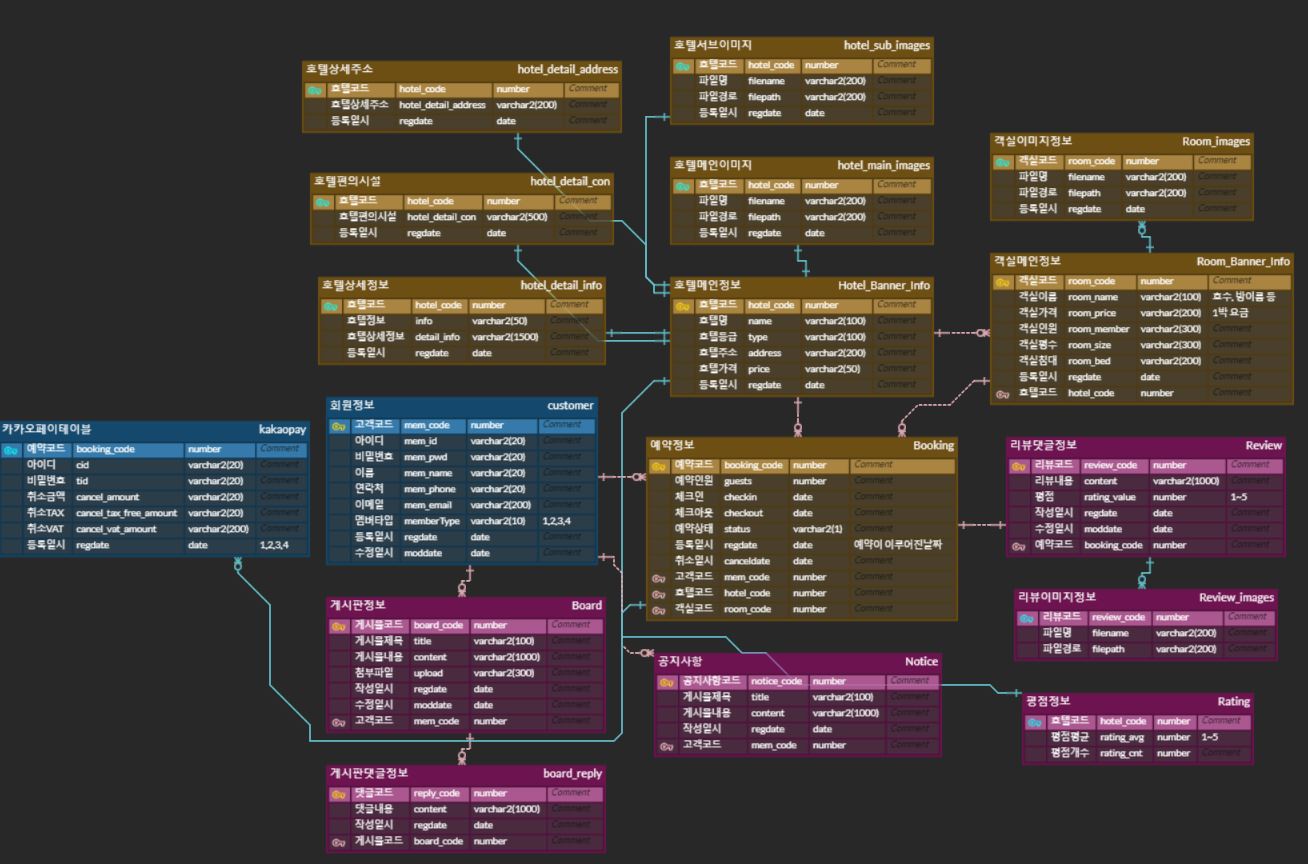 호텔상세주소 hotel_detail_address
호텔코드 hotel_code number Comment
호텔상세주소 hotel_detail_address varchar2(200) Comment
등록일시 regdate date Comment
호텔편의시설 hotel_detail_con
호텔코드 hotel_code number Comment
호텔편의시설 hotel_detail_con varchar2(500) Comment
등록일시 regdate date Comment
호텔상세정보 hotel_detail_info
호텔코드 hotel_code number Comment
호텔정보 info varchar2(50) Comment
호텔상세정보 detail_info varchar2(1500) Comment
등록일시 regdate date Comment
호텔서브이미지 hotel_sub_images
호텔코드 hotel_code number Comment
파일명 filename varchar2(200) Comment
파일경로 filepath varchar2(200) Comment
등록일시 regdate date Comment
호텔메인이미지 hotel_main_images
호텔코드 hotel_code number Comment
파일명 filename varchar2(200) Comment
파일경로 filepath varchar2(200) Comment
등록일시 regdate date Comment
호텔메인정보 Hotel_Banner_Info
호텔코드 hotel_code number Comment
호텔명 name varchar2(100) Comment
호텔등급 type varchar2(100) Comment
호텔주소 address varchar2(200) Comment
호텔가격 price varchar2(50) Comment
등록일시 regdate date Comment
객실이미지정보 Room_images
객실코드 room_code number Comment
파일명 filename varchar2(200) Comment
파일경로 filepath varchar2(200) Comment
등록일시 regdate date Comment
객실메인정보 Room_Banner_Info
객실코드 room_code number Comment
객실이름 room_name varchar2(100) 호수, 방이름 등
객실가격 room_price varchar2(200) 1박 요금
객실인원 room_member varchar2(300) Comment
객실평수 room_size varchar2(300) Comment
객실침대 room_bed varchar2(200) Comment
등록일시 regdate date Comment
호텔코드 hotel_code number Comment
카카오페이테이블 kakaopay
예약코드 booking_code number Comment
아이디 cid varchar2(20) Comment
비밀번호 tid varchar2(20) Comment
취소금액 cancel_amount varchar2(20) Comment
취소TAX cancel_tax_free_amount varchar2(20) Comment
취소VAT cancel_vat_amount varchar2(200) Comment
등록일시 regdate date 1,2,3,4
회원정보 customer
고객코드 mem_code number Comment
아이디 mem_id varchar2(20) Comment
비밀번호 mem_pwd varchar2(20) Comment
이름 mem_name varchar2(20) Comment
연락처 mem_phone varchar2(20) Comment
이메일 mem_email varchar2(200) Comment
멤버타입 memberType varchar2(10) 1,2,3,4
등록일시 regdate date Comment
수정일시 moddate date Comment
예약정보 Booking
예약코드 booking_code number Comment
예약인원 guests number Comment
체크인 checkin date Comment
체크아웃 checkout date Comment
예약상태 status varchar2(1) Comment
등록일시 regdate date 예약이 이루어진날짜
취소일시 canceldate date Comment
고객코드 mem_code number Comment
호텔코드 hotel_code number Comment
객실코드 room_code number Comment
리뷰댓글정보 Review
리뷰코드 review_code number Comment
리뷰내용 content varchar2(1000) Comment
평점 rating_value number 1~5
작성일시 regdate date Comment
수정일시 moddate date Comment
예약코드 booking_code number Comment
리뷰이미지정보 Review_images
리뷰코드 review_code number Comment
파일명 filename varchar2(200) Comment
파일경로 filepath varchar2(200) Comment
게시판정보 Board
게시물코드 board_code number Comment
게시물제목 title varchar2(100) Comment
게시물내용 content varchar2(1000) Comment
첨부파일 upload varchar2(300) Comment
작성일시 regdate date Comment
수정일시 moddate date Comment
고객코드 mem_code number Comment
공지사항 Notice
공지사항코드 notice_code number Comment
게시물제목 title varchar2(100) Comment
게시물내용 content varchar2(1000) Comment
작성일시 regdate date Comment
고객코드 mem_code number Comment
평점정보 Rating
호텔코드 hotel_code number Comment
평점평균 rating_avg number 1~5
평점개수 rating_cnt number Comment
게시판댓글정보 board_reply
댓글코드 reply_code number Comment
댓글내용 content varchar2(1000) Comment
작성일시 regdate date Comment
게시물코드 board_code number Comment